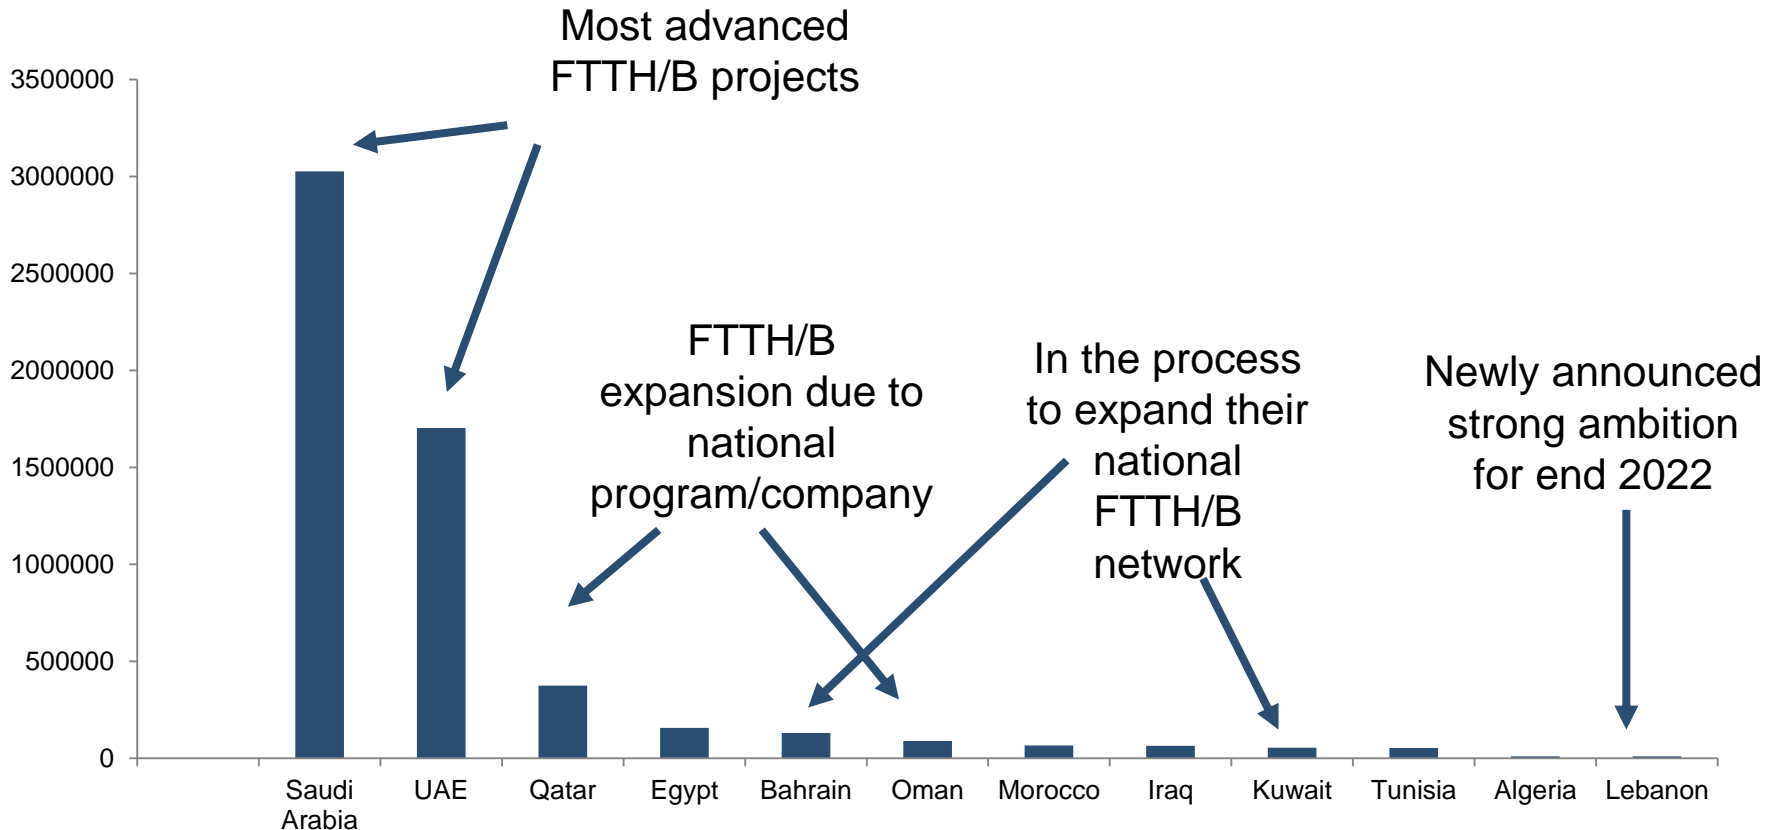 Most advanced
FTTH/B projects
3500000
3000000
2500000
2000000
1500000
1000000
500000
0
FTTH/B
expansion due to
national
program/company
In the process
to expand their
national
FTTH/B
network
Newly announced
strong ambition
for end 2022
Saudi
Arabia
UAE
Qatar
Egypt
Bahrain
Oman
Morocco
Iraq
Kuwait
Tunisia
Algeria
Lebanon